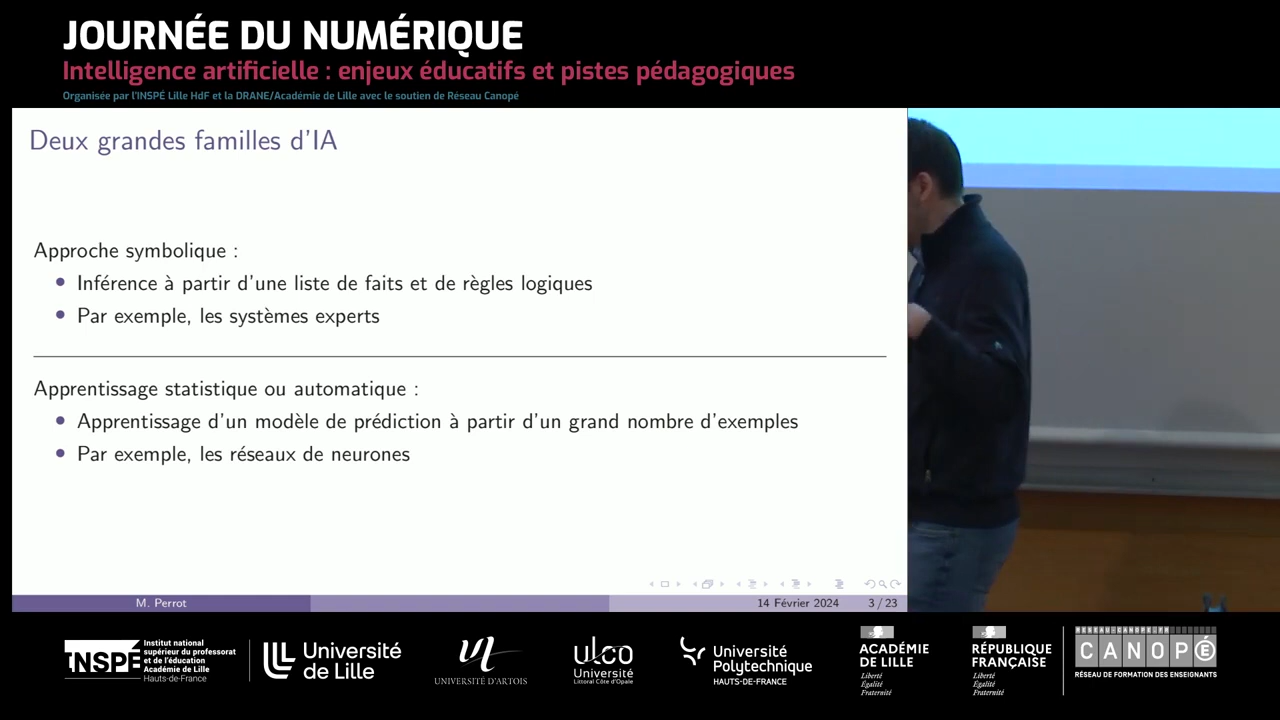 JOURNÉE DU NUMÉRIQUE
Intelligence artificielle : enjeux éducatifs et pistes pédagogiques
Organisée par l'INSPÉ Lille HdF et la DRANE/Académie de Lille avec le soutien de Réseau Canopé
Deux grandes familles d'IA
Approche symbolique :
• Inférence à partir d'une liste de faits et de règles logiques
• Par exemple, les systèmes experts
Apprentissage statistique ou automatique :
• Apprentissage d'un modèle de prédiction à partir d'un grand nombre d'exemples
• Par exemple, les réseaux de neurones
M. Perrot
14 Février 2024 3 / 23
INSPÉ
Institut national
supérieur du professorat
et de l'éducation
Académie de Lille
Hauts-de-France
Université
de Lille
UNIVERSITÉ D'ARTOIS
ulco
Université
Littoral Côte d'Opale
Université
Polytechnique
HAUTS-DE-FRANCE
ACADÉMIE
DE LILLE
Liberté
Égalité
Fraternité
RÉPUBLIQUE
FRANÇAISE
Liberté
Égalité
Fraternité
RESEAU-CANOPE.FR
CANOPÉ
RÉSEAU DE FORMATION DES ENSEIGNANTS